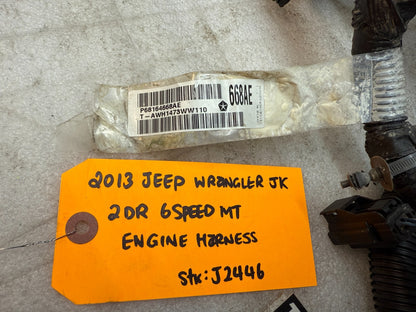 P68164668AE
668AE
T-AWH1473WW110
2013 JEEP WRANGLER JK
2DR 6SPEED MT
ENGINE HARNESS
Stk: J2446